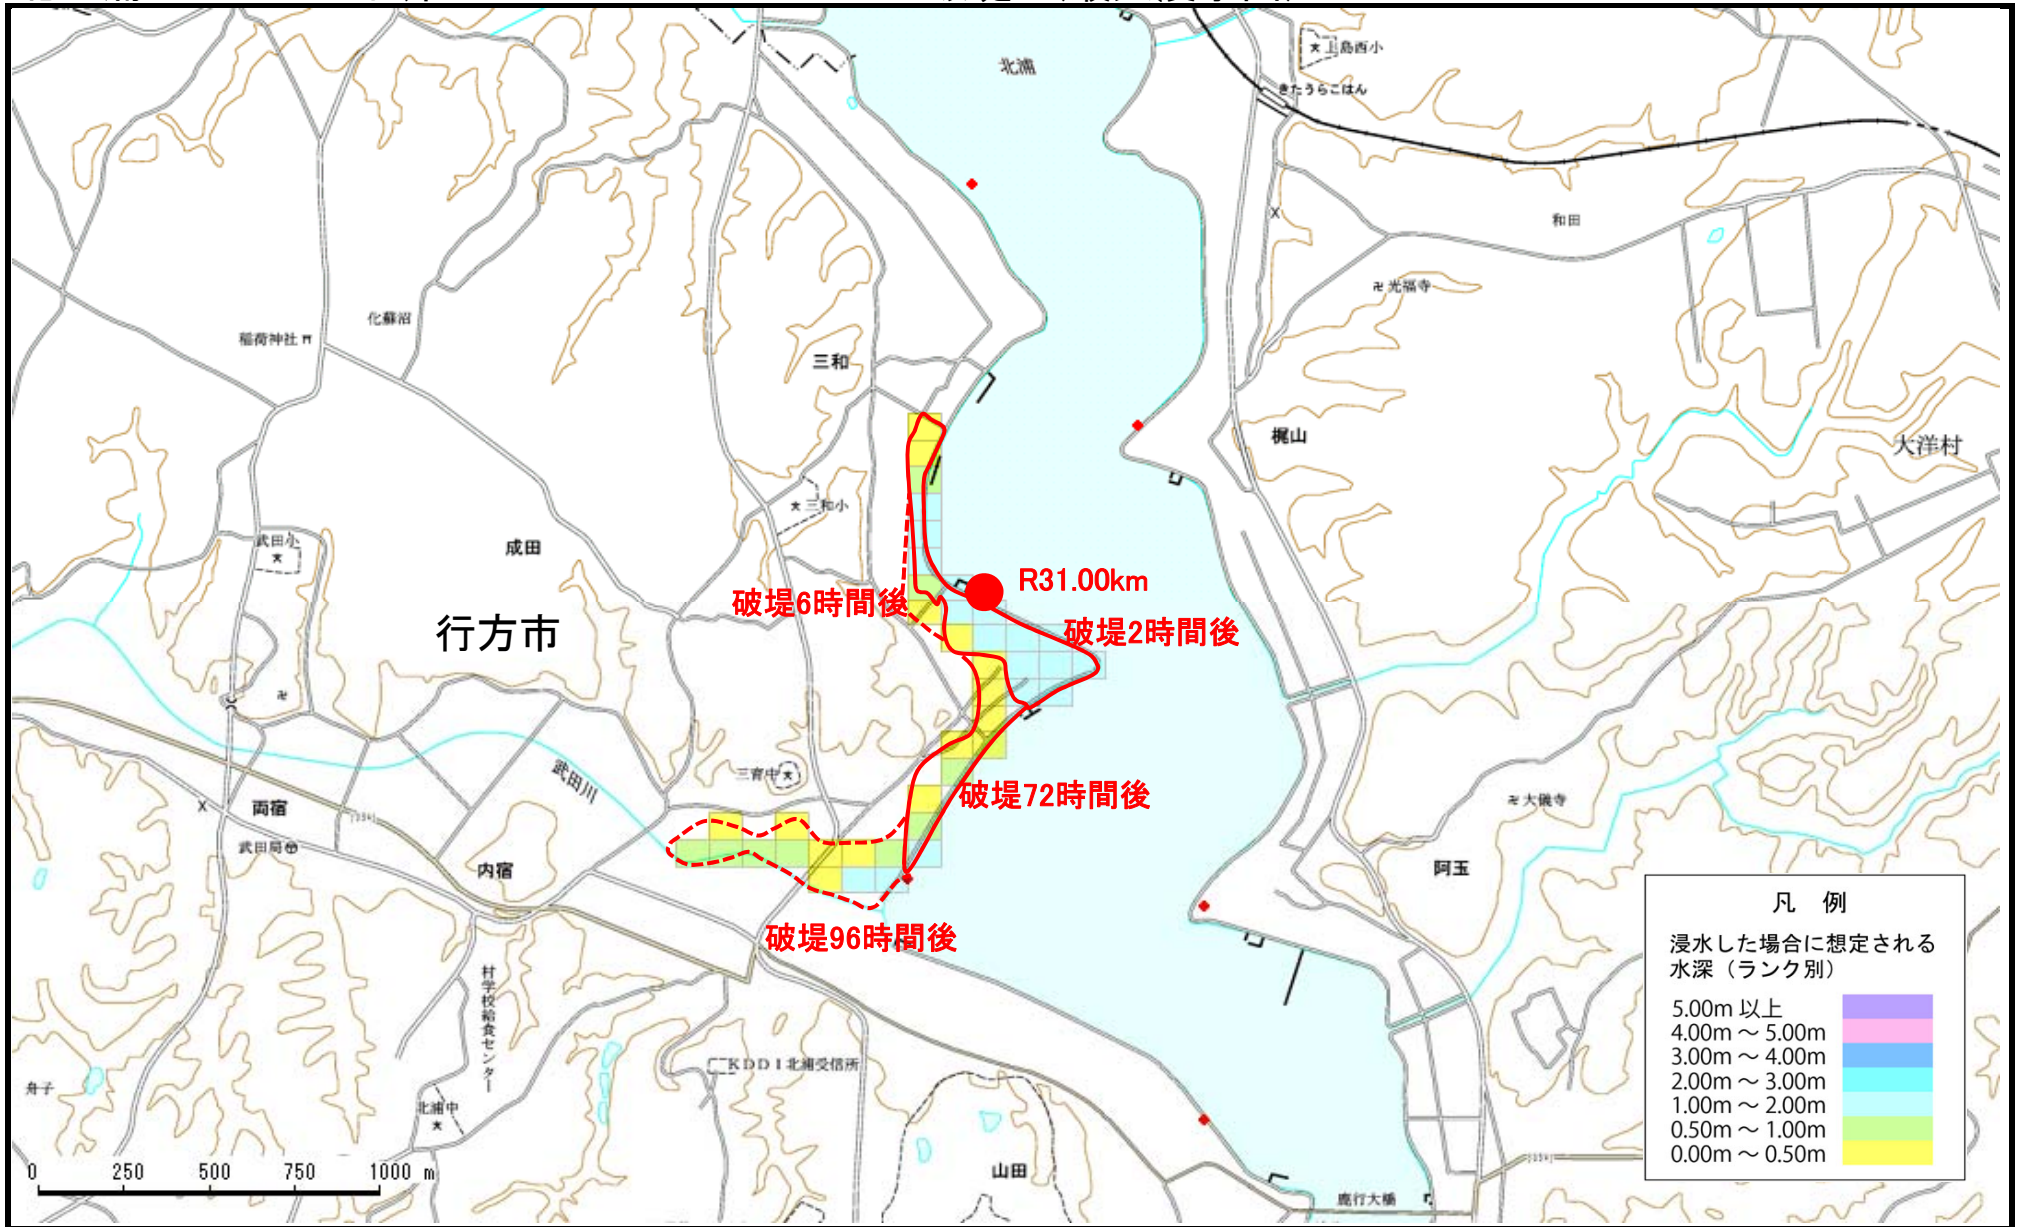 北浦
上島西小
きたうらこはん
和田
光福寺
化蘇沼
稲荷神社
三和
梶山
大洋村
三和小
武田小
成田
R31.00km
破堤6時間後
破堤2時間後
行方市
武田川
三育中
破堤72時間後
両宿
大儀寺
武田局
内宿
阿玉
破堤96時間後
村学校給食センター
KDDI北浦受信所
舟子
北浦中
山田
鹿行大橋
0 250 500 750 1000 m
凡 例
浸水した場合に想定される
水深（ランク別）
5.00m 以上
4.00m ～ 5.00m
3.00m ～ 4.00m
2.00m ～ 3.00m
1.00m ～ 2.00m
0.50m ～ 1.00m
0.00m ～ 0.50m